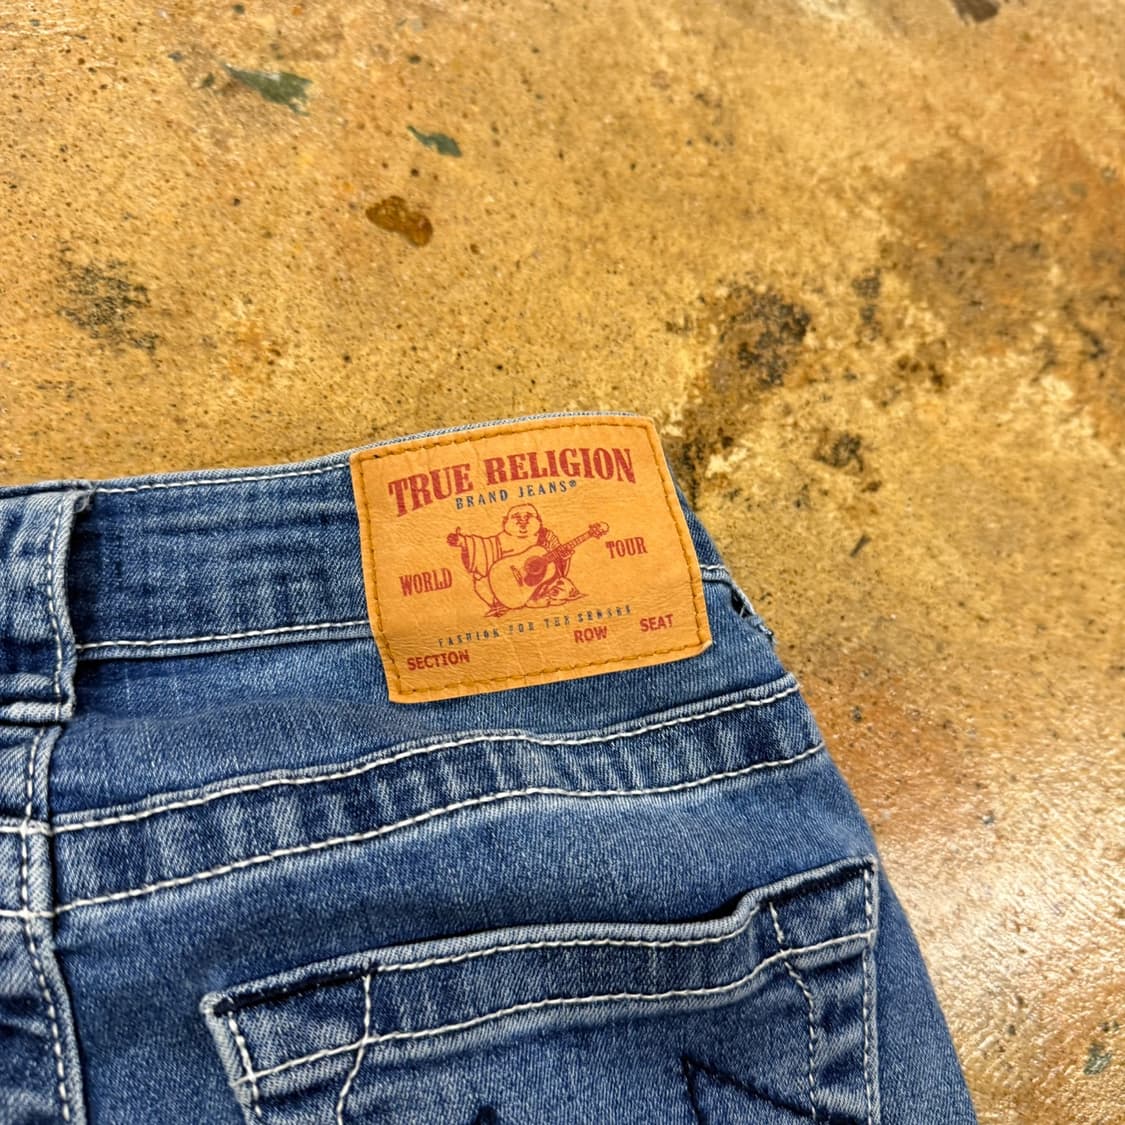 TRUE RELIGION
BRAND JEANS®
WORLD TOUR
FASHION FOR THE SENSES
SECTION ROW SEAT